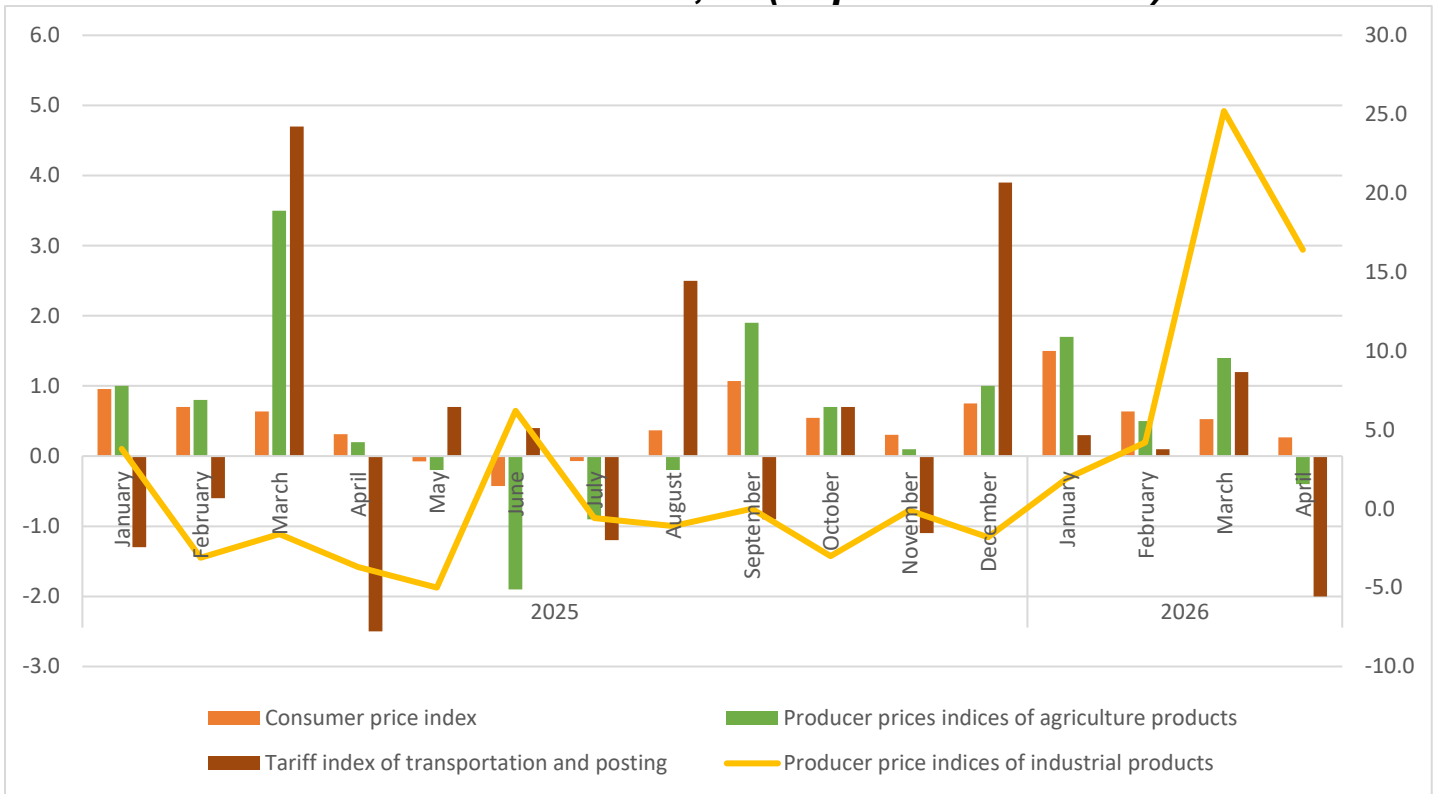 6.0 30.0
5.0 25.0
4.0 20.0
3.0 15.0
2.0 10.0
1.0 5.0
0.0 0.0
-1.0 -5.0
-2.0 -10.0
-3.0
January
February
March
April
May
June
July
August
September
October
November
December
January
February
March
April
2025 2026
Consumer price index
Producer prices indices of agriculture products
Tariff index of transportation and posting
Producer price indices of industrial products